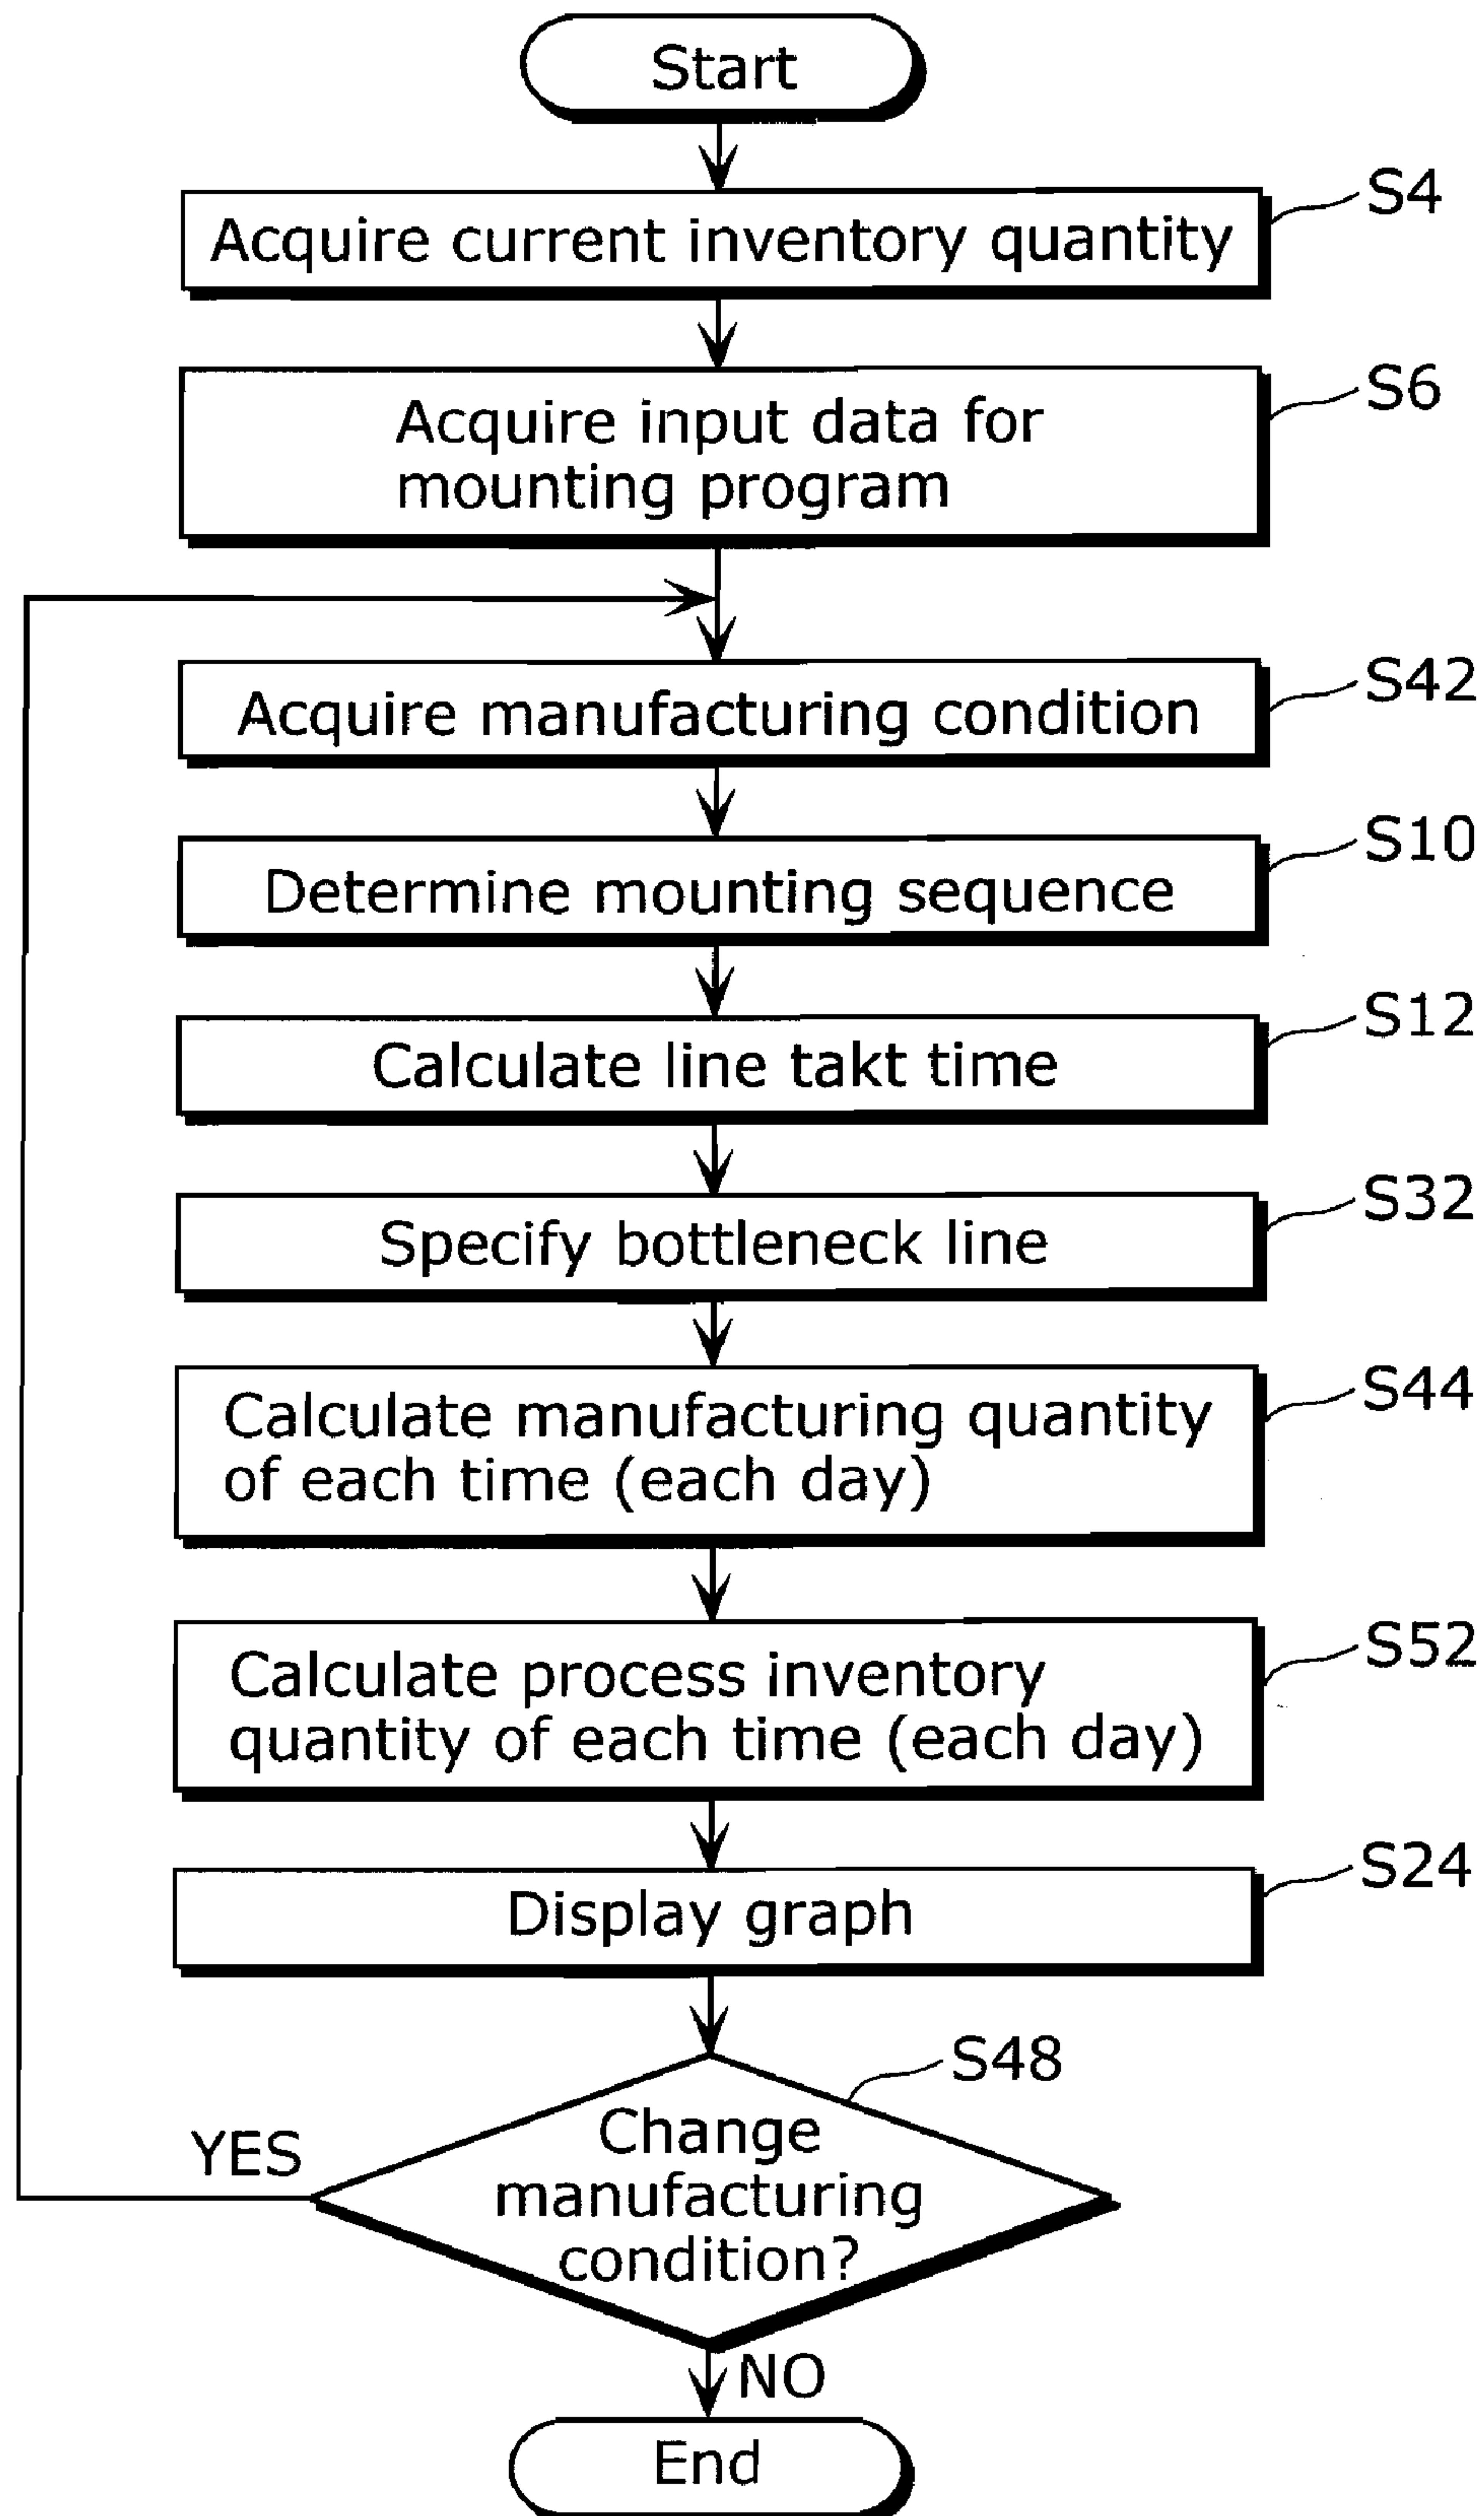 Start
S4
Acquire current inventory quantity
S6
Acquire input data for
mounting program
S42
Acquire manufacturing condition
S10
Determine mounting sequence
S12
Calculate line takt time
S32
Specify bottleneck line
S44
Calculate manufacturing quantity
of each time (each day)
S52
Calculate process inventory
quantity of each time (each day)
S24
Display graph
S48
YES
Change
manufacturing
condition?
NO
End